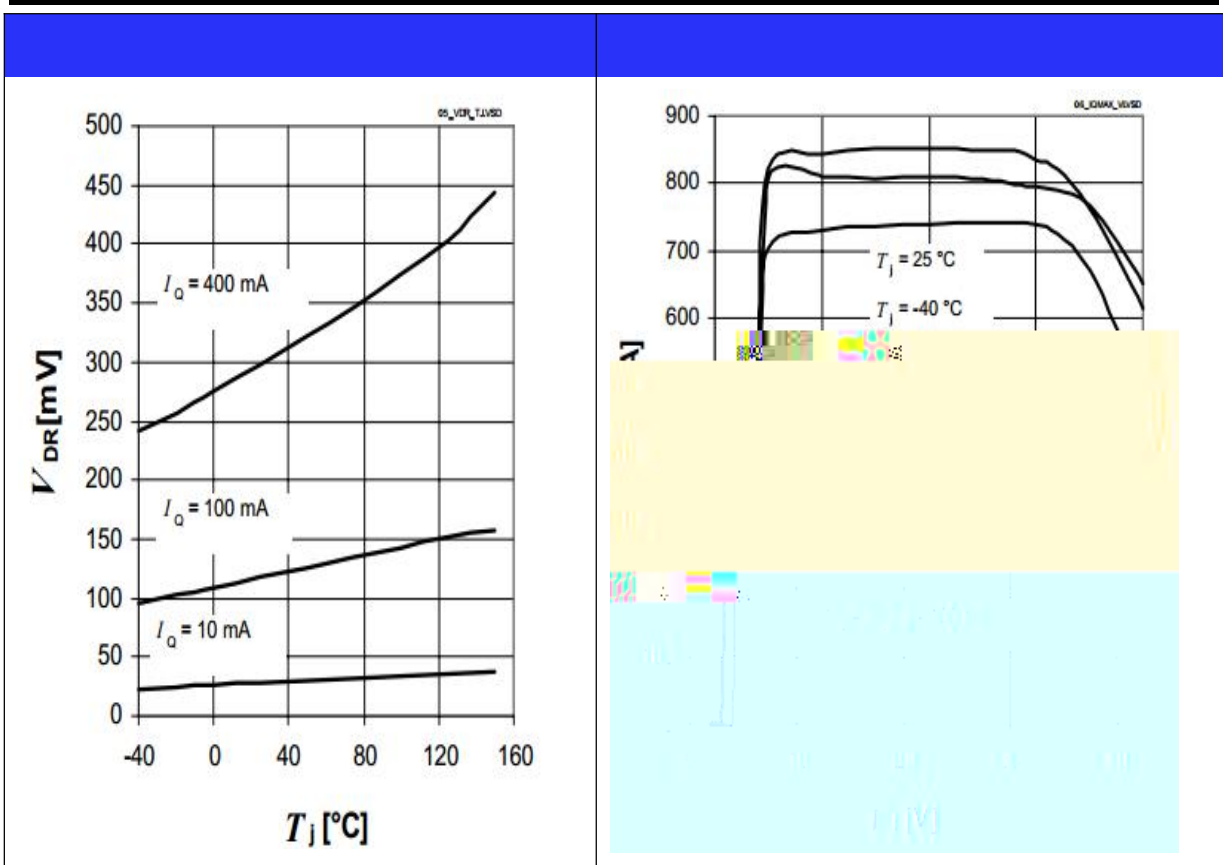 05_VDR_TJ.VSD
500
450
400
350
300
250
200
150
100
50
0
V DR [mV]
I Q = 400 mA
I Q = 100 mA
I Q = 10 mA
-40 0 40 80 120 160
T j [°C]
06_IQMAX_VI.VSD
900
800
700
600
T j = 25 °C
T j = -40 °C
A]